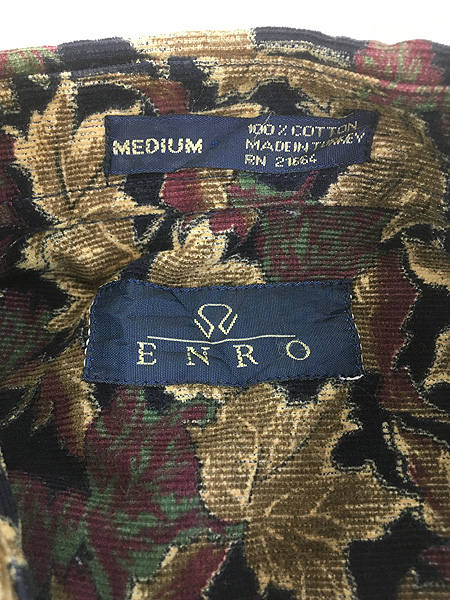 MEDIUM
100% COTTON
MADE IN TURKEY
RN 21664
ENRO